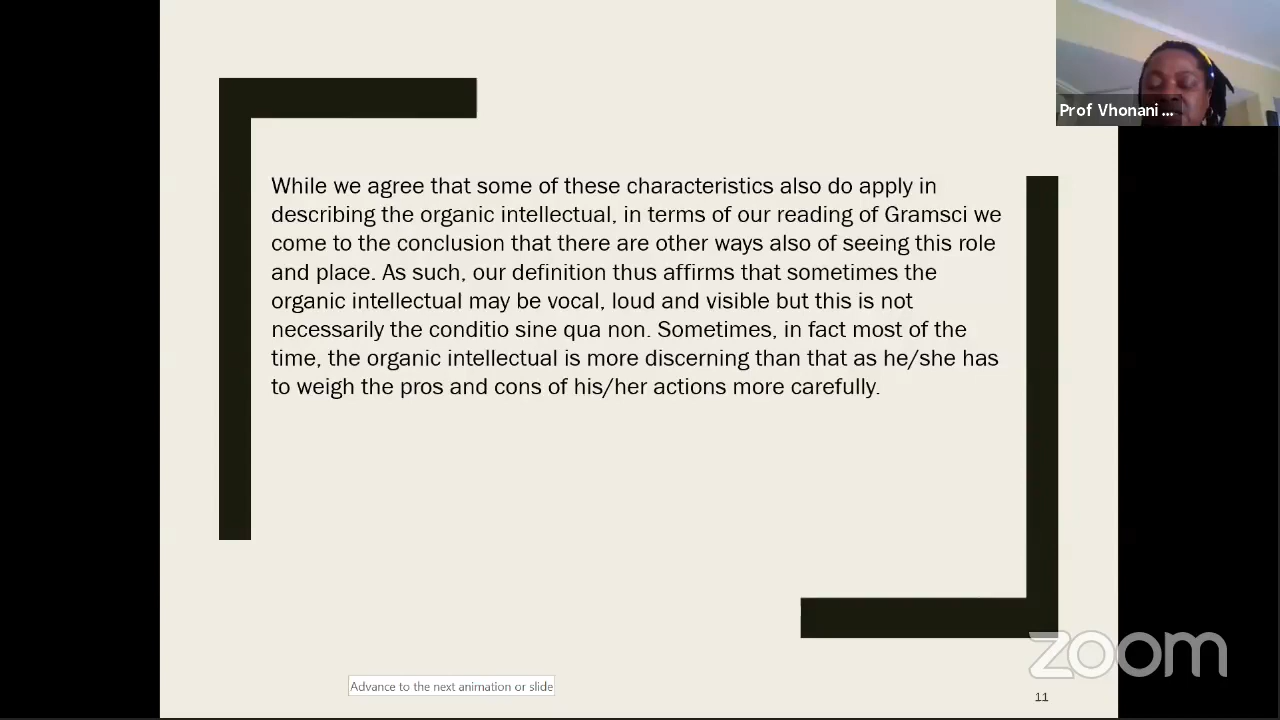 Prof Vhonani ...
While we agree that some of these characteristics also do apply in
describing the organic intellectual, in terms of our reading of Gramsci we
come to the conclusion that there are other ways also of seeing this role
and place. As such, our definition thus affirms that sometimes the
organic intellectual may be vocal, loud and visible but this is not
necessarily the conditio sine qua non. Sometimes, in fact most of the
time, the organic intellectual is more discerning than that as he/she has
to weigh the pros and cons of his/her actions more carefully.
zoom
Advance to the next animation or slide
11